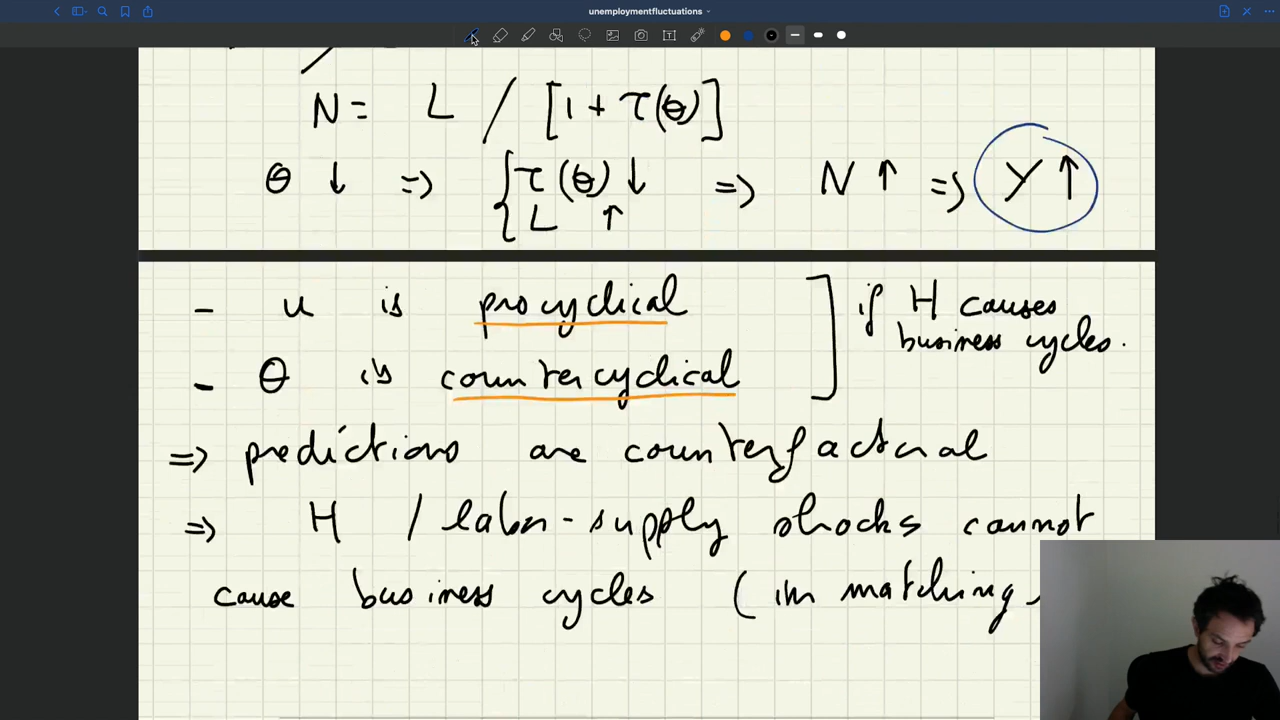 unemploymentfluctuations
N = L / [1 + τ(θ)]
θ ↓ => { τ(θ) ↓ L ↑ => N ↑ => Y ↑
- u is procyclical
- θ is countercyclical
] if H causes
business cycles.
=> predictions are counterfactual
=> H / labor-supply shocks cannot
cause business cycles (in matching